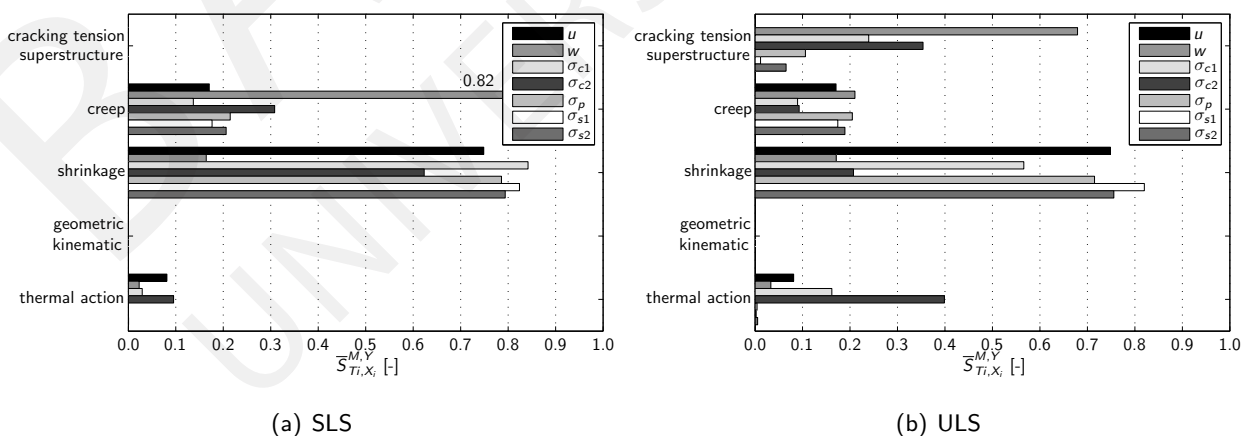 cracking tension
superstructure
creep
shrinkage
geometric
kinematic
thermal action
0.82
u
w
σc1
σc2
σp
σs1
σs2
0.0 0.1 0.2 0.3 0.4 0.5 0.6 0.7 0.8 0.9 1.0
S̅ᴹ'ʸTi,Xi [-]
(a) SLS
cracking tension
superstructure
creep
shrinkage
geometric
kinematic
thermal action
u
w
σc1
σc2
σp
σs1
σs2
0.0 0.1 0.2 0.3 0.4 0.5 0.6 0.7 0.8 0.9 1.0
S̅ᴹ'ʸTi,Xi [-]
(b) ULS